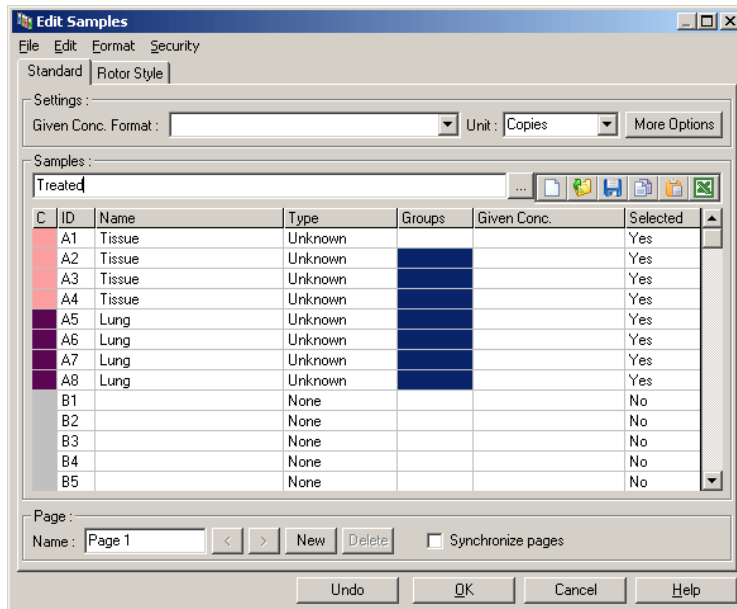 Edit Samples
File Edit Format Security
Standard Rotor Style
Settings :
Given Conc. Format : Unit : Copies More Options
Samples :
Treated ...
C ID Name Type Groups Given Conc. Selected
A1 Tissue Unknown Yes
A2 Tissue Unknown Yes
A3 Tissue Unknown Yes
A4 Tissue Unknown Yes
A5 Lung Unknown Yes
A6 Lung Unknown Yes
A7 Lung Unknown Yes
A8 Lung Unknown Yes
B1 None No
B2 None No
B3 None No
B4 None No
B5 None No
Page :
Name : Page 1 < > New Delete Synchronize pages
Undo OK Cancel Help